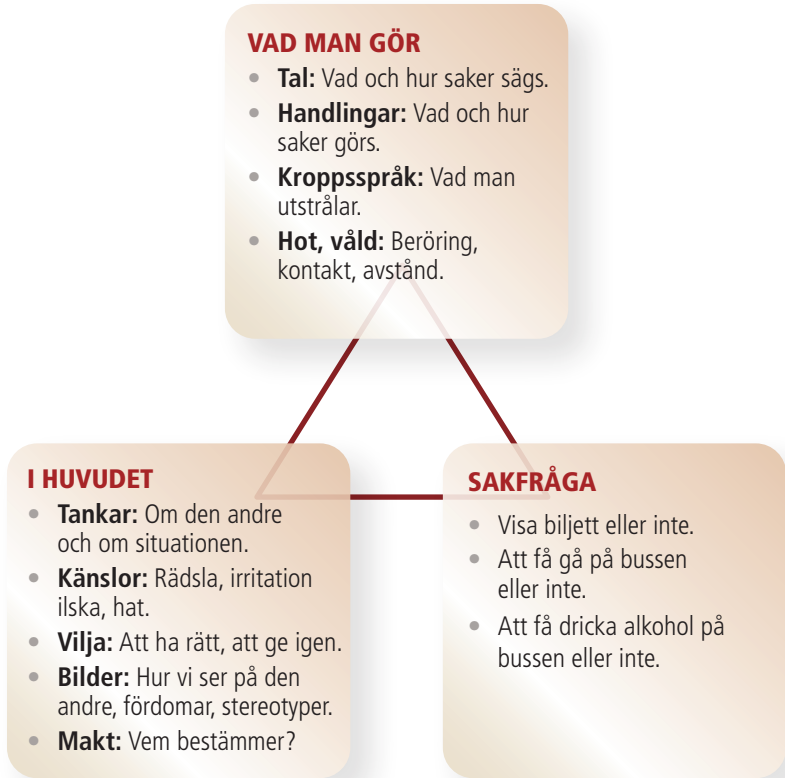 VAD MAN GÖR
• Tal: Vad och hur saker sägs.
• Handlingar: Vad och hur
saker görs.
• Kroppsspråk: Vad man
utstrålar.
• Hot, våld: Beröring,
kontakt, avstånd.
I HUVUDET
• Tankar: Om den andre
och om situationen.
• Känslor: Rädsla, irritation
ilska, hat.
• Vilja: Att ha rätt, att ge igen.
• Bilder: Hur vi ser på den
andre, fördomar, stereotyper.
• Makt: Vem bestämmer?
SAKFRÅGA
• Visa biljett eller inte.
• Att få gå på bussen
eller inte.
• Att få dricka alkohol på
bussen eller inte.